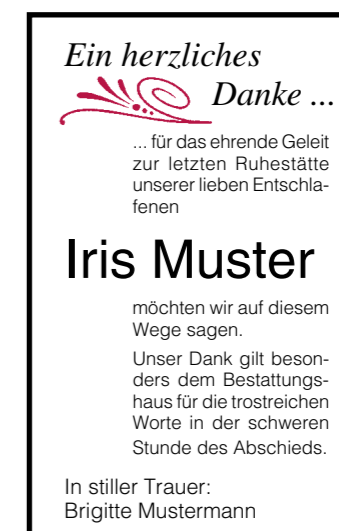 Ein herzliches
Danke ...
... für das ehrende Geleit
zur letzten Ruhestätte
unserer lieben Entschla-
fenen
Iris Muster
möchten wir auf diesem
Wege sagen.
Unser Dank gilt beson-
ders dem Bestattungs-
haus für die trostreichen
Worte in der schweren
Stunde des Abschieds.
In stiller Trauer:
Brigitte Mustermann